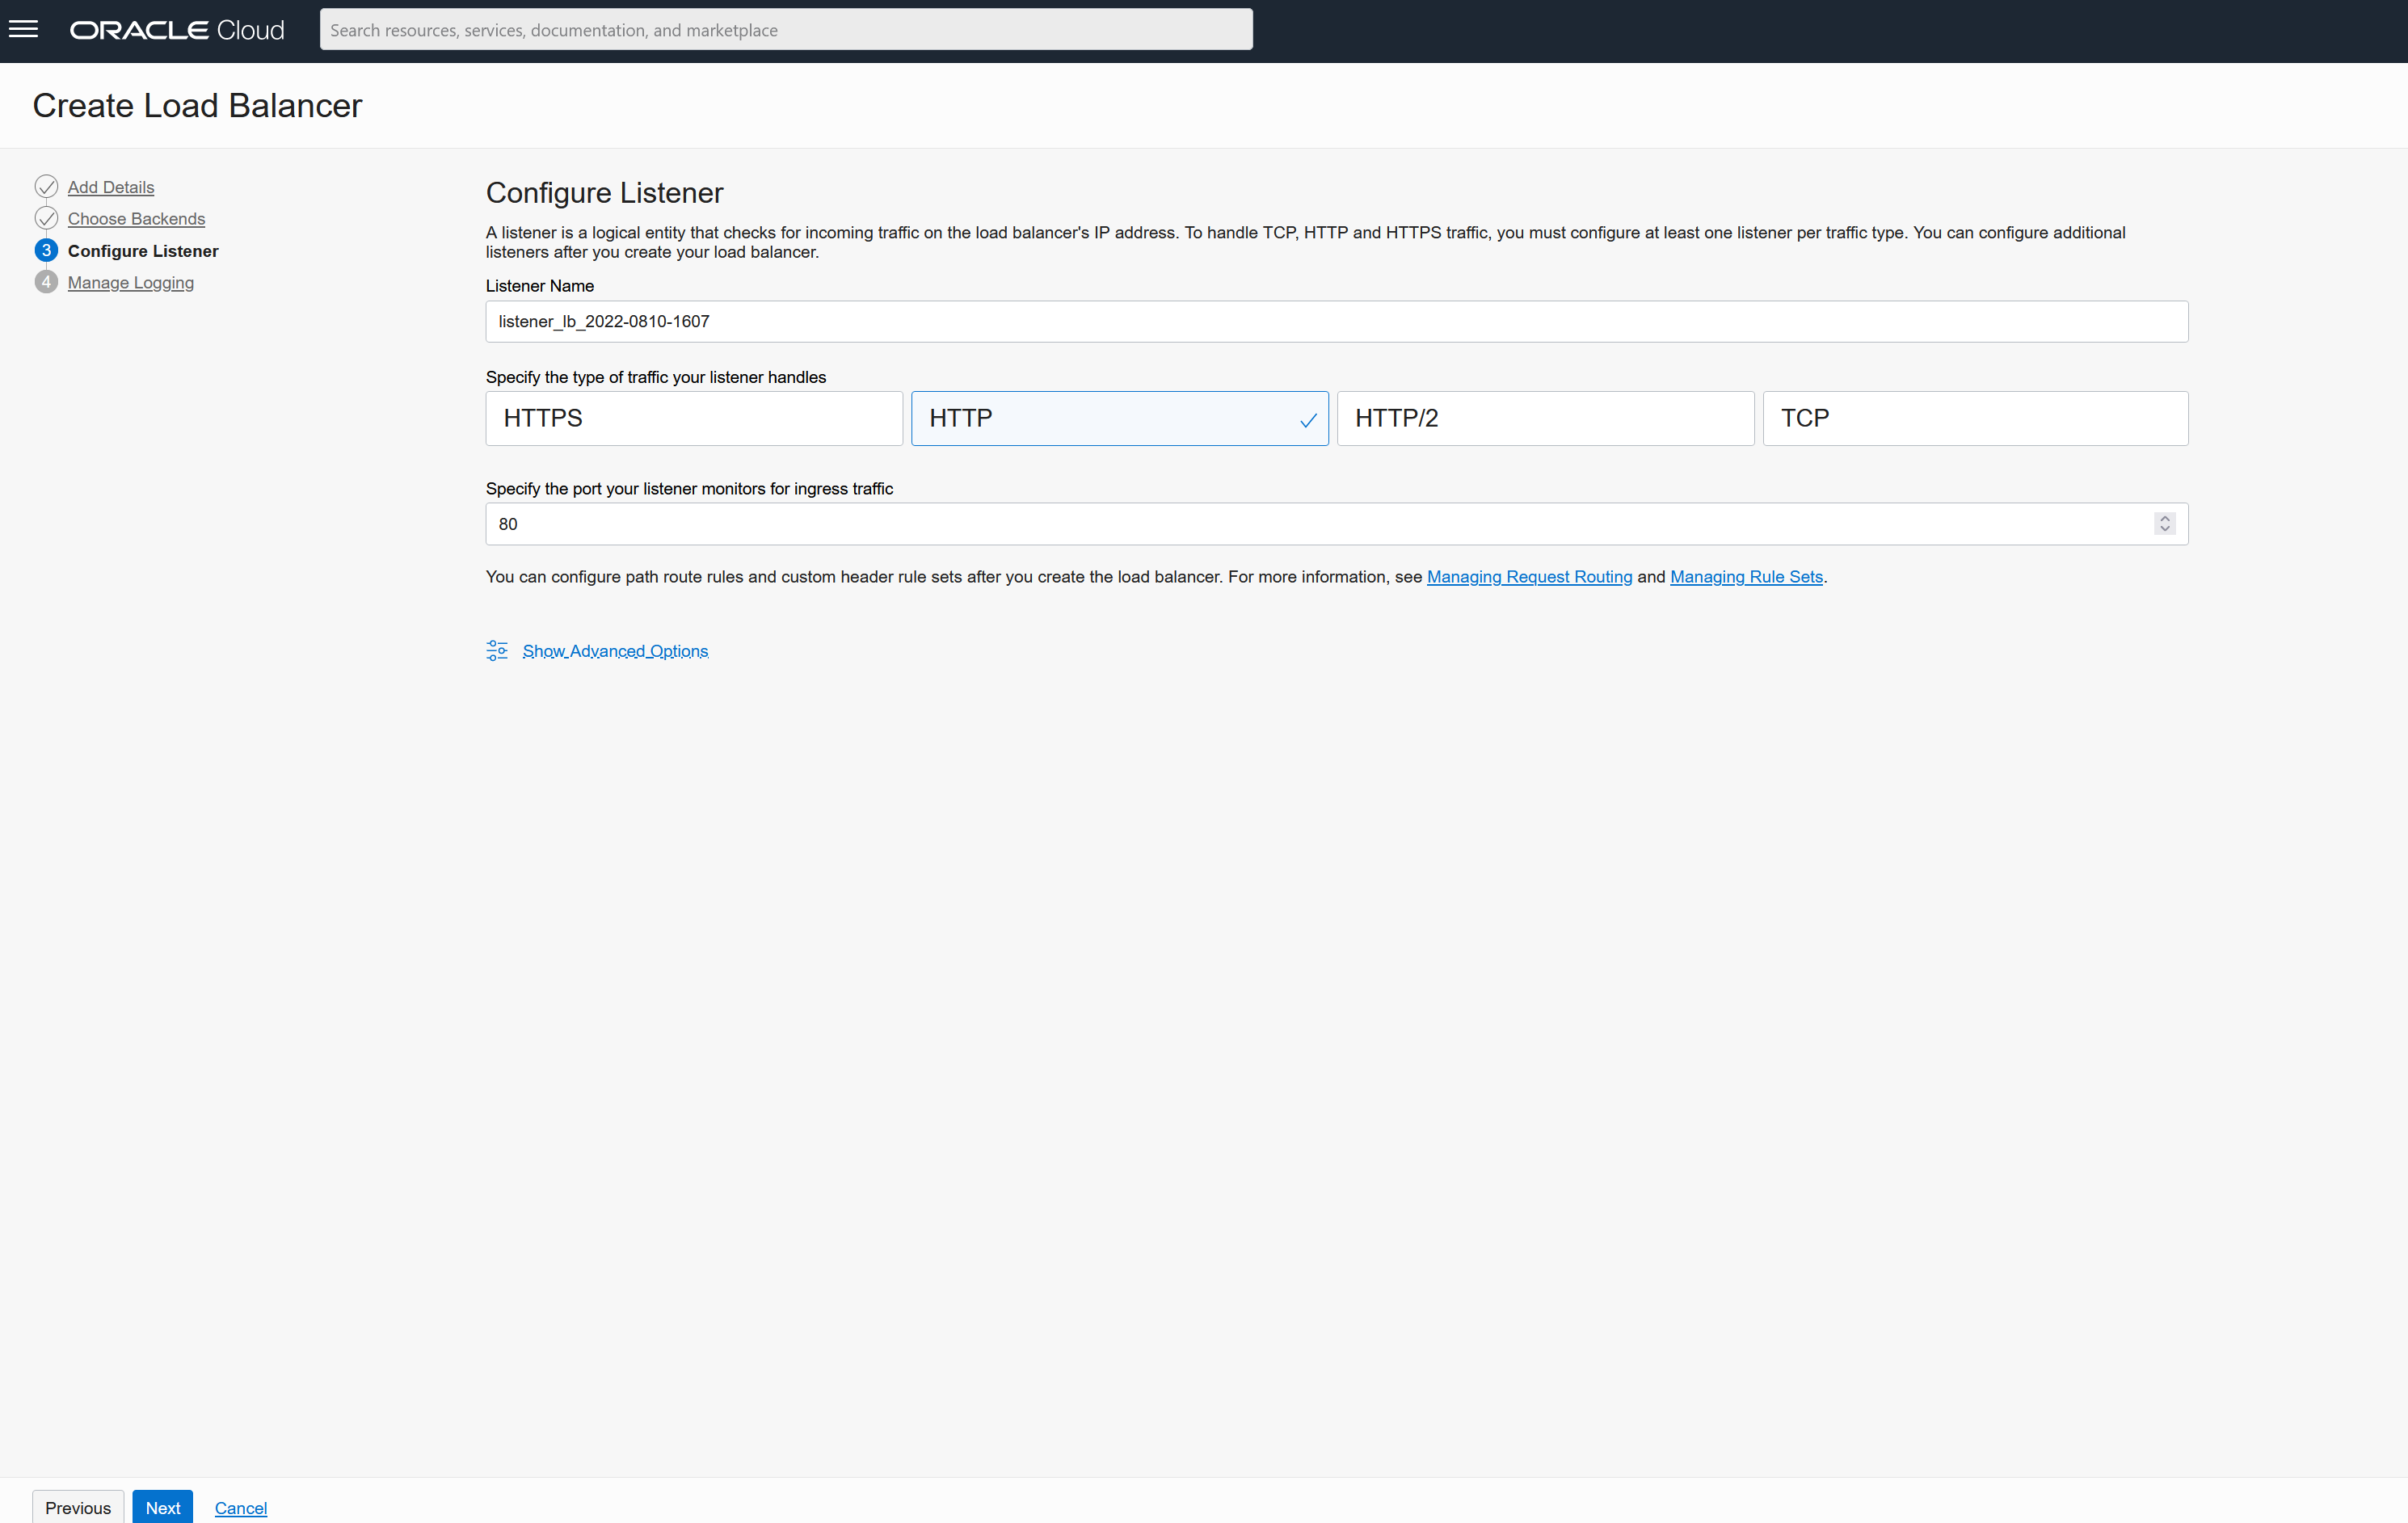 ORACLE Cloud
Search resources, services, documentation, and marketplace
Create Load Balancer
Add Details
Choose Backends
3 Configure Listener
4 Manage Logging
Configure Listener
A listener is a logical entity that checks for incoming traffic on the load balancer's IP address. To handle TCP, HTTP and HTTPS traffic, you must configure at least one listener per traffic type. You can configure additional
listeners after you create your load balancer.
Listener Name
listener_lb_2022-0810-1607
Specify the type of traffic your listener handles
HTTPS HTTP HTTP/2 TCP
Specify the port your listener monitors for ingress traffic
80
You can configure path route rules and custom header rule sets after you create the load balancer. For more information, see Managing Request Routing and Managing Rule Sets.
Show Advanced Options
Previous Next Cancel